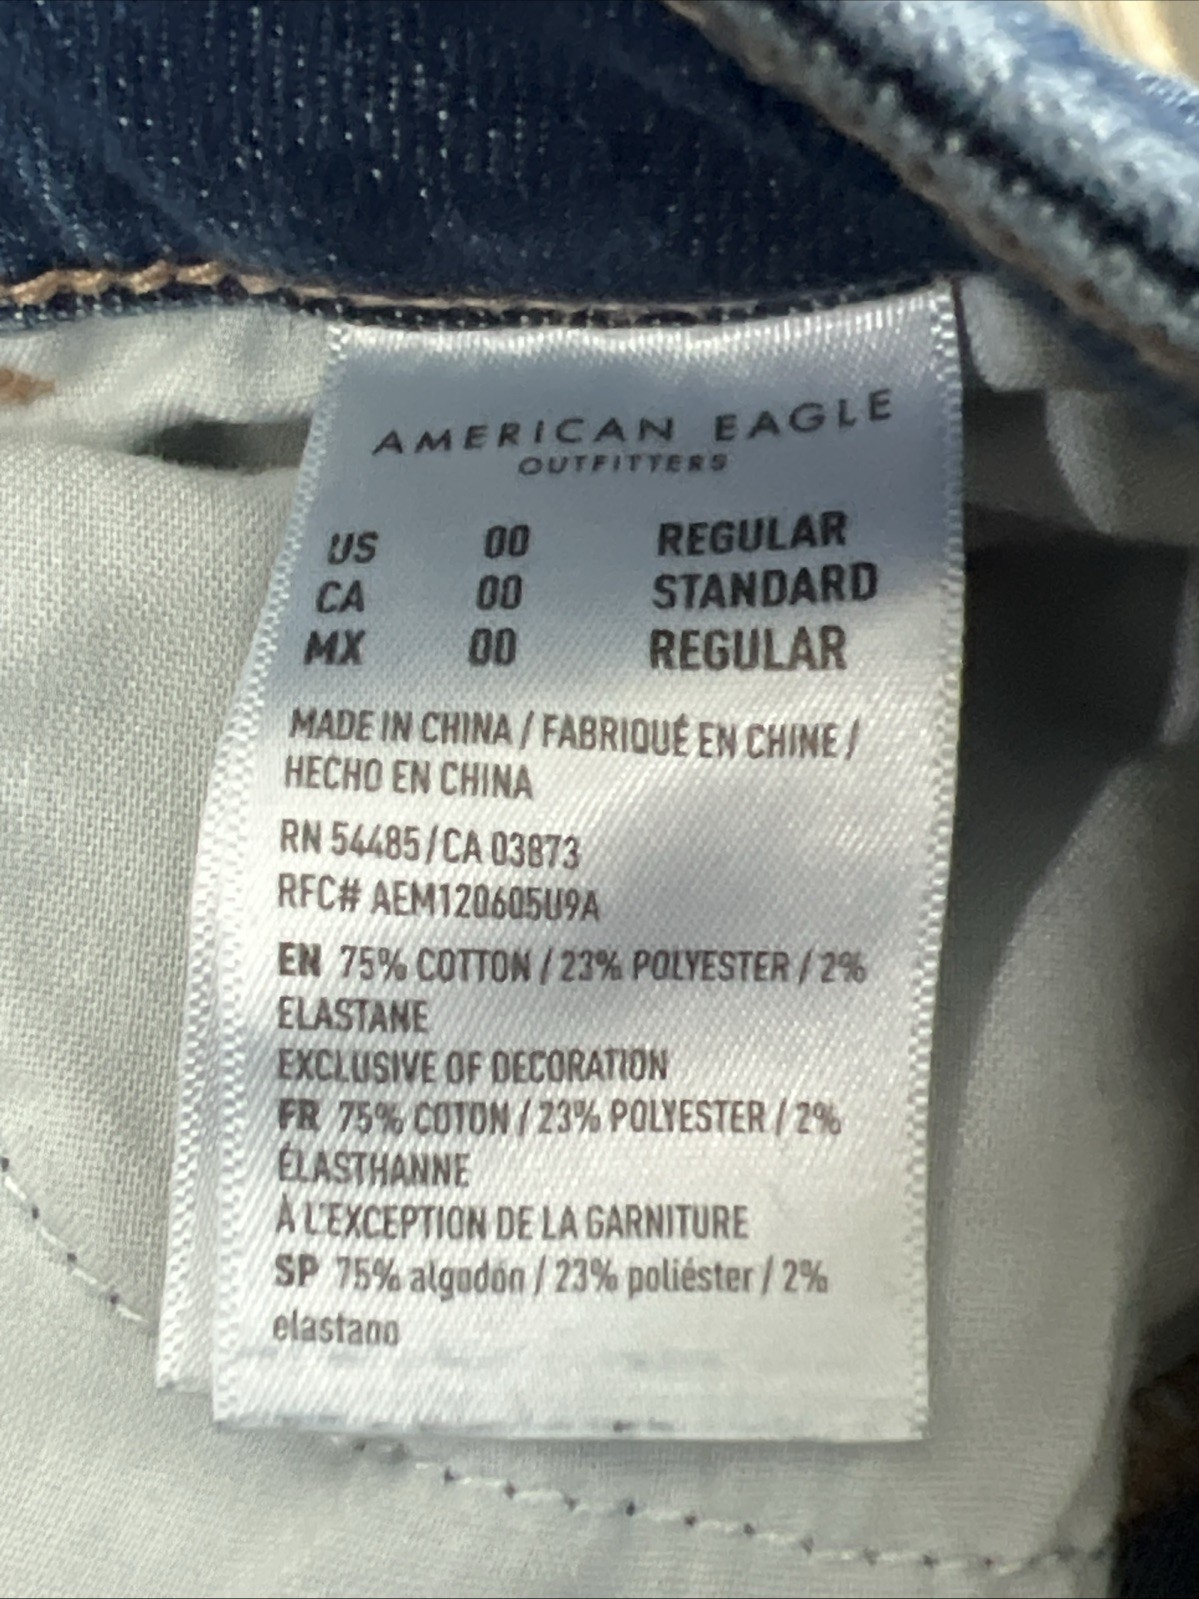 AMERICAN EAGLE
OUTFITTERS
US 00 REGULAR
CA 00 STANDARD
MX 00 REGULAR
MADE IN CHINA / FABRIQUÉ EN CHINE /
HECHO EN CHINA
RN 54485 / CA 03873
RFC# AEM120605U9A
EN 75% COTTON / 23% POLYESTER / 2%
ELASTANE
EXCLUSIVE OF DECORATION
FR 75% COTON / 23% POLYESTER / 2%
ÉLASTHANNE
À L'EXCEPTION DE LA GARNITURE
SP 75% algodón / 23% poliéster / 2%
elastano